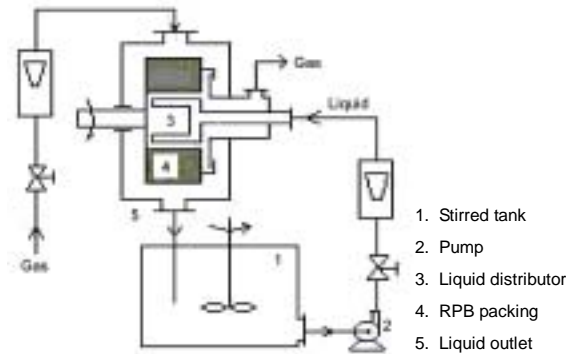 Gas
Liquid
3
4
5
Gas
1
2
1. Stirred tank
2. Pump
3. Liquid distributor
4. RPB packing
5. Liquid outlet